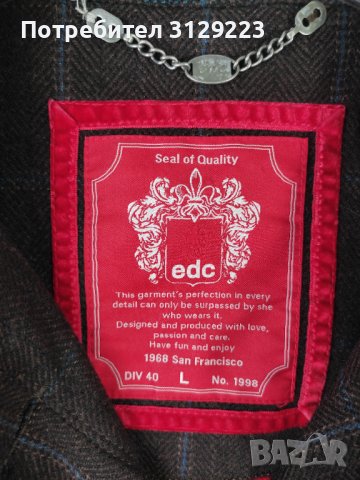 Потребител 3129223
Seal of Quality
edc
This garment's perfection in every
detail can only be surpassed by she
who wears it.
Designed and produced with love,
passion and care.
Have fun and enjoy
1968 San Francisco
DIV 40 L No. 1998
BAZAR